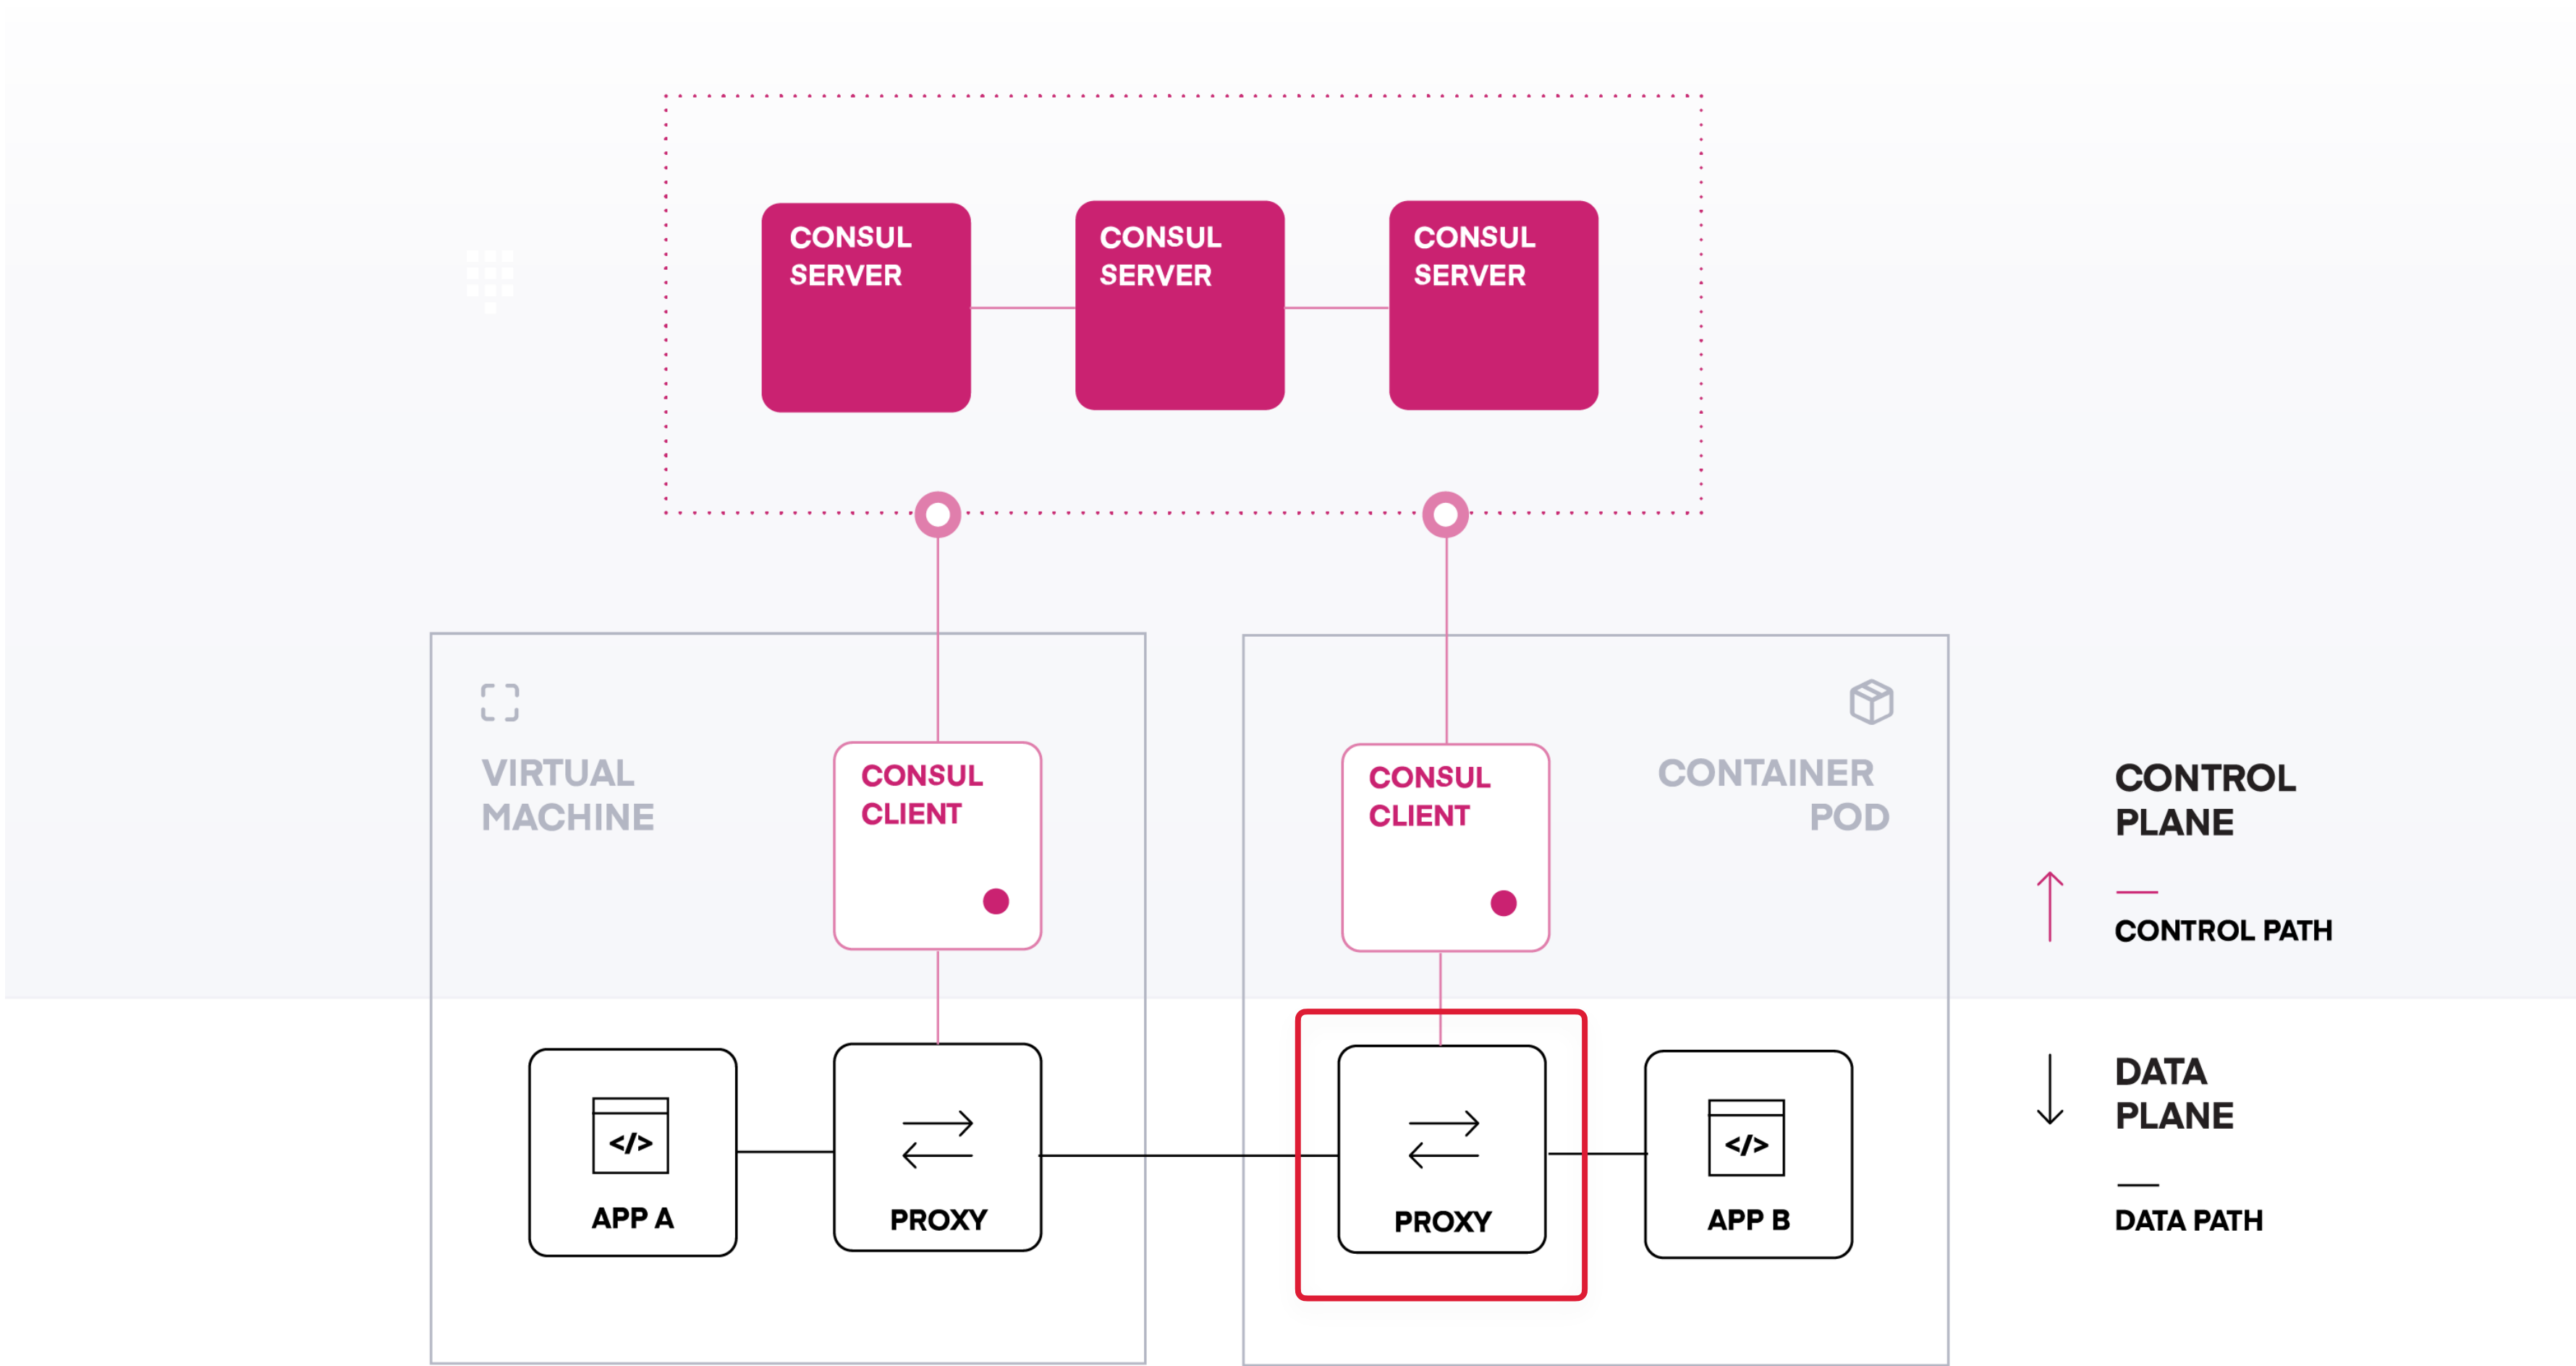 CONSUL
SERVER
CONSUL
SERVER
CONSUL
SERVER
VIRTUAL
MACHINE
CONSUL
CLIENT
CONSUL
CLIENT
CONTAINER
POD
CONTROL
PLANE
CONTROL PATH
</>
APP A
PROXY
PROXY
</>
APP B
DATA
PLANE
DATA PATH